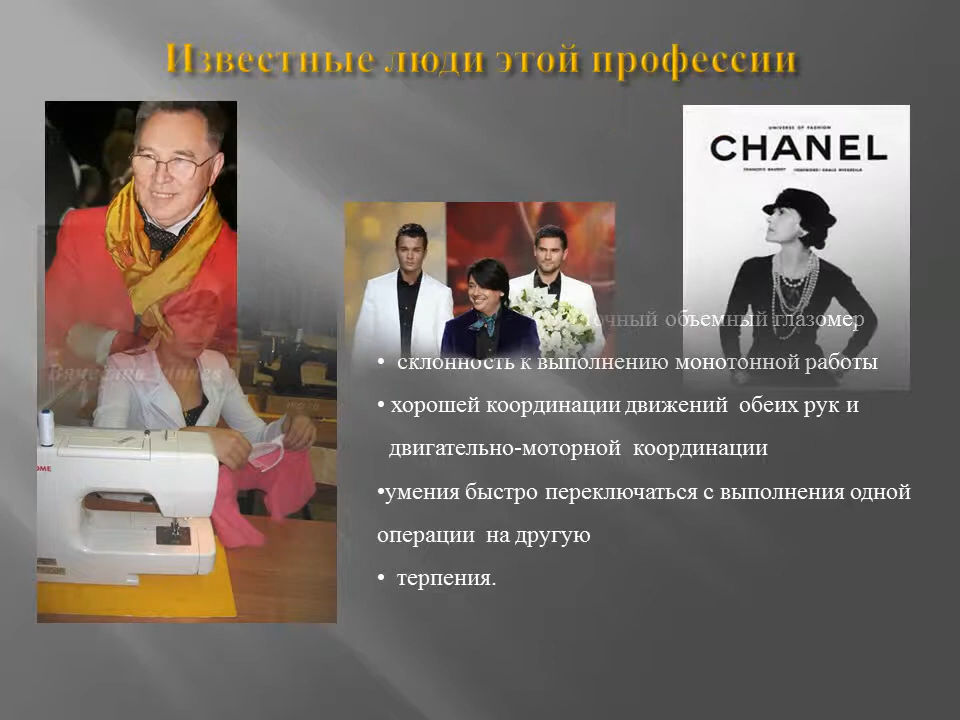 Известные люди этой профессии
UNIVERSE OF FASHION
CHANEL
объемный глазомер
• склонность к выполнению монотонной работы
• хорошей координации движений обеих рук и
двигательно-моторной координации
•умения быстро переключаться с выполнения одной
операции на другую
• терпения.